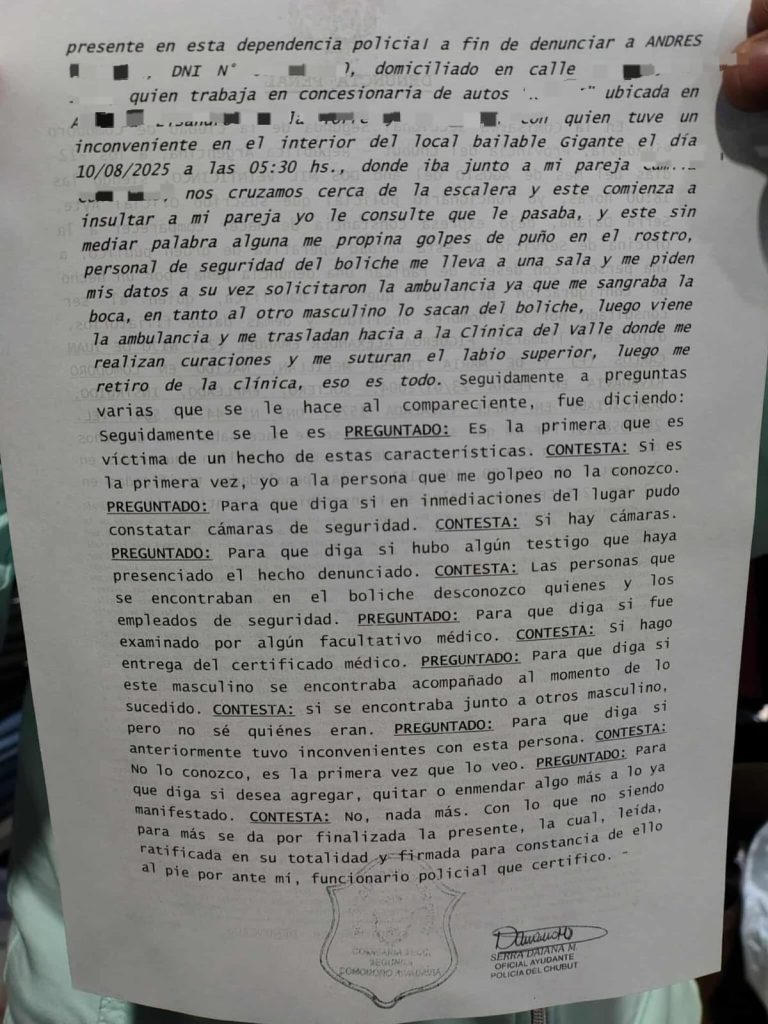 presente en esta dependencia policial a fin de denunciar a ANDRES
DNI N° 0, domiciliado en calle
quien trabaja en concesionaria de autos " ubicada en
la con quien tuve un
inconveniente en el interior del local bailable Gigante el día
10/08/2025 a las 05:30 hs., donde iba junto a mi pareja
nos cruzamos cerca de la escalera y este comienza a
insultar a mi pareja yo le consulte que le pasaba, y este sin
mediar palabra alguna me propina golpes de puño en el rostro,
personal de seguridad del boliche me lleva a una sala y me piden
mis datos a su vez solicitaron la ambulancia ya que me sangraba la
boca, en tanto al otro masculino lo sacan del boliche, luego viene
la ambulancia y me trasladan hacia a la Clínica del Valle donde me
realizan curaciones y me suturan el labio superior, luego me
retiro de la clínica, eso es todo. Seguidamente a preguntas
varias que se le hace al compareciente, fue diciendo:
Seguidamente se le es PREGUNTADO: Es la primera que es
víctima de un hecho de estas características. CONTESTA: Si es
la primera vez, yo a la persona que me golpeo no la conozco.
PREGUNTADO: Para que diga si en inmediaciones del lugar pudo
constatar cámaras de seguridad. CONTESTA: Si hay cámaras.
PREGUNTADO: Para que diga si hubo algún testigo que haya
presenciado el hecho denunciado. CONTESTA: Las personas que
se encontraban en el boliche desconozco quienes y los
empleados de seguridad. PREGUNTADO: Para que diga si fue
examinado por algún facultativo médico. CONTESTA: Si hago
entrega del certificado médico. PREGUNTADO: Para que diga si
este masculino se encontraba acompañado al momento de lo
sucedido. CONTESTA: si se encontraba junto a otros masculino,
pero no sé quiénes eran. PREGUNTADO: Para que diga si
anteriormente tuvo inconvenientes con esta persona. CONTESTA:
No lo conozco, es la primera vez que lo veo. PREGUNTADO: Para
que diga si desea agregar, quitar o enmendar algo más a lo ya
manifestado. CONTESTA: No, nada más. Con lo que no siendo
para más se da por finalizada la presente, la cual, leída,
ratificada en su totalidad y firmada para constancia de ello
al pie por ante mí, funcionario policial que certifico. -
SEGUNDA
COMODORO RIVADAVIA
SERRA DAIANA M.
OFICIAL AYUDANTE
POLICIA DEL CHUBUT